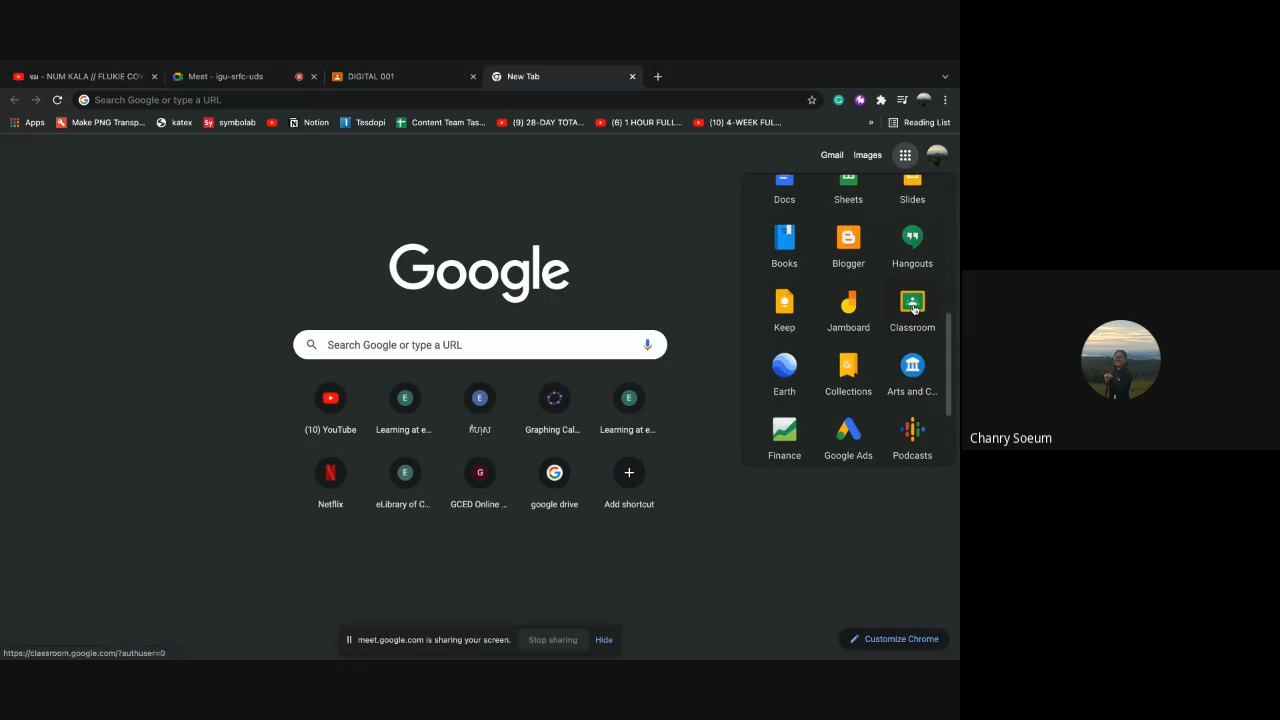 ษม - NUM KALA // FLUKIE COV
Meet - igu-srfc-uds
DIGITAL 001
New Tab
Search Google or type a URL
Apps
Make PNG Transp...
katex
Sy symbolab
Notion
Tesdopi
Content Team Tas...
(9) 28-DAY TOTA...
(6) 1 HOUR FULL...
(10) 4-WEEK FUL...
»
Reading List
Gmail
Images
Docs
Sheets
Slides
Books
Blogger
Hangouts
Google
Keep
Jamboard
Classroom
Search Google or type a URL
Earth
Collections
Arts and C...
E
E
E
(10) YouTube
Learning at e...
Graphing Cal...
Learning at e...
Finance
Google Ads
Podcasts
Chanry Soeum
N
E
G
G
+
Netflix
eLibrary of C...
GCED Online ...
google drive
Add shortcut
meet.google.com is sharing your screen.
Stop sharing
Hide
Customize Chrome
https://classroom.google.com/?authuser=0